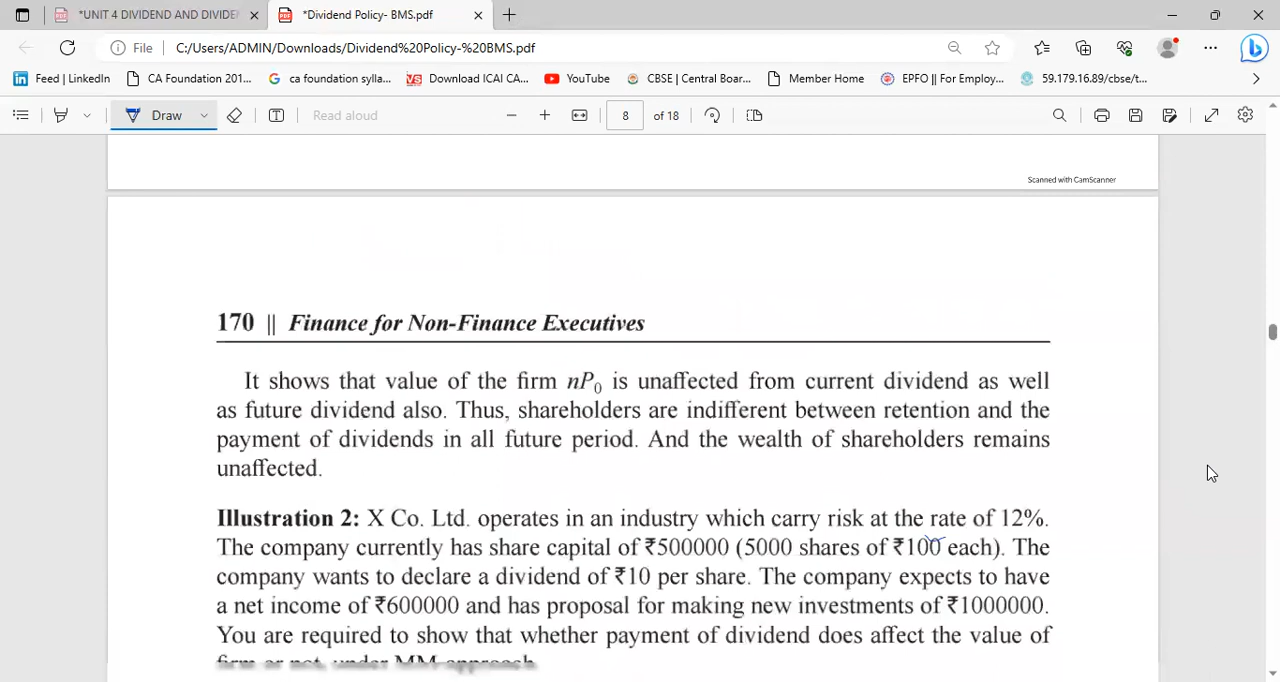 *UNIT 4 DIVIDEND AND DIVIDE
*Dividend Policy- BMS.pdf
File C:/Users/ADMIN/Downloads/Dividend%20Policy-%20BMS.pdf
Feed | LinkedIn CA Foundation 201... ca foundation sylla... Download ICAI CA... YouTube CBSE | Central Boar... Member Home EPFO || For Employ... 59.179.16.89/cbse/t...
Draw Read aloud 8 of 18
Scanned with CamScanner
170 || Finance for Non-Finance Executives
It shows that value of the firm nP₀ is unaffected from current dividend as well
as future dividend also. Thus, shareholders are indifferent between retention and the
payment of dividends in all future period. And the wealth of shareholders remains
unaffected.
Illustration 2: X Co. Ltd. operates in an industry which carry risk at the rate of 12%.
The company currently has share capital of ₹500000 (5000 shares of ₹100 each). The
company wants to declare a dividend of ₹10 per share. The company expects to have
a net income of ₹600000 and has proposal for making new investments of ₹1000000.
You are required to show that whether payment of dividend does affect the value of
firm or not, under MM approach.